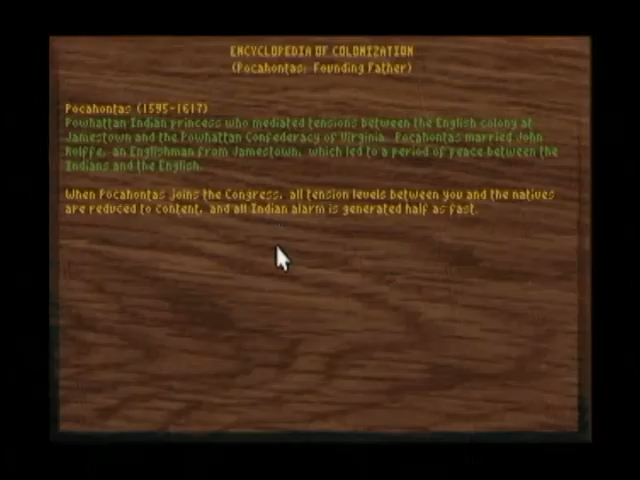 ENCYCLOPEDIA OF COLONIZATION
(Pocahontas: Founding Father)
Pocahontas (1595-1617)
Powhattan Indian princess who mediated tensions between the English colony at
Jamestown and the Powhattan Confederacy of Virginia. Pocahontas married John
Rolffe, an Englishman from Jamestown, which led to a period of peace between the
Indians and the English.
When Pocahontas joins the Congress, all tension levels between you and the natives
are reduced to content, and all Indian alarm is generated half as fast.